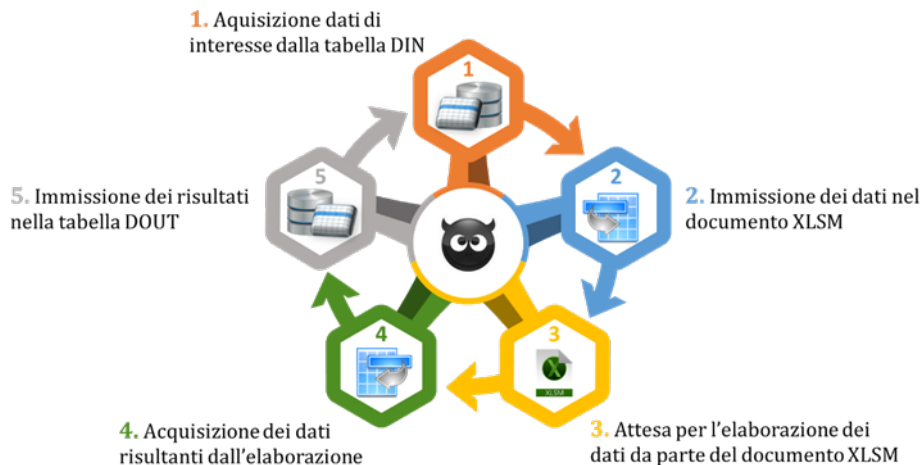 1. Aquisizione dati di
interesse dalla tabella DIN
1
2
2. Immissione dei dati nel
documento XLSM
3
XLSM
3. Attesa per l'elaborazione dei
dati da parte del documento XLSM
4
4. Acquisizione dei dati
risultanti dall'elaborazione
5
5. Immissione dei risultati
nella tabella DOUT